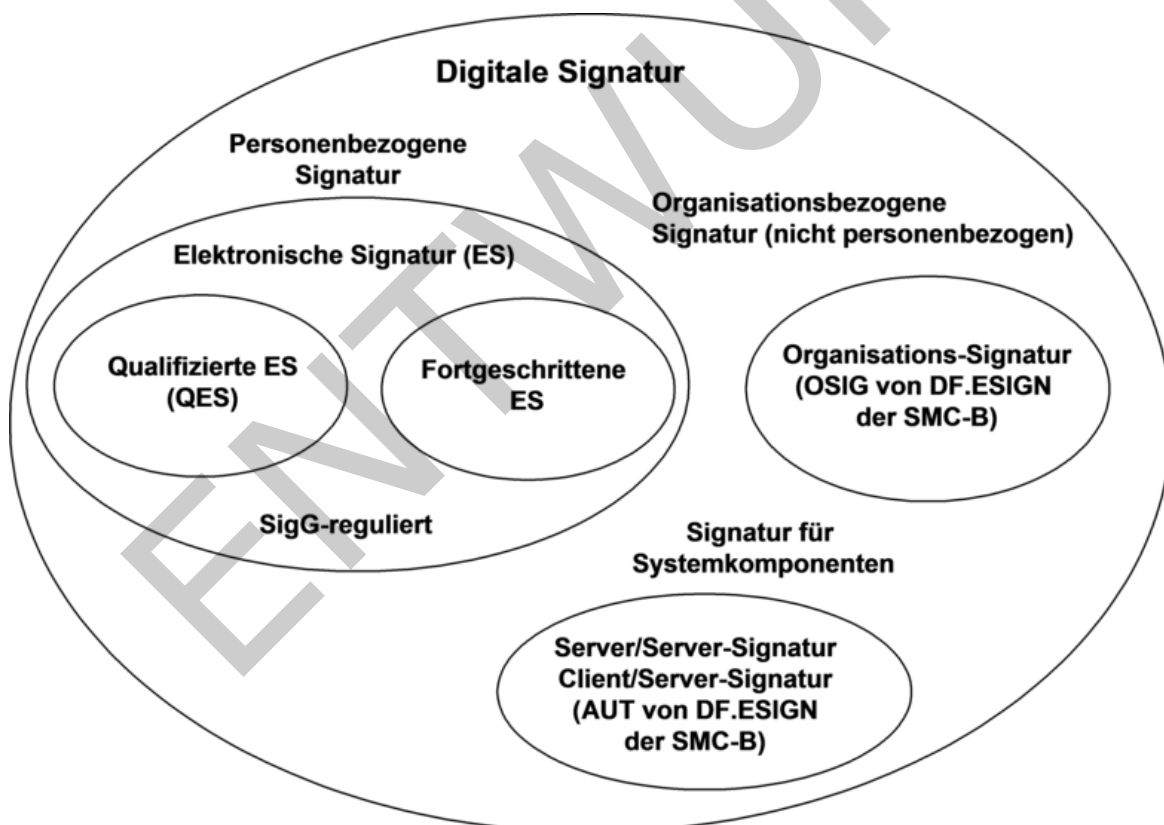 Digitale Signatur
Personenbezogene
Signatur
Organisationsbezogene
Signatur (nicht personenbezogen)
Elektronische Signatur (ES)
Qualifizierte ES
(QES)
Fortgeschrittene
ES
Organisations-Signatur
(OSIG von DF.ESIGN
der SMC-B)
SigG-reguliert
Signatur für
Systemkomponenten
Server/Server-Signatur
Client/Server-Signatur
(AUT von DF.ESIGN
der SMC-B)